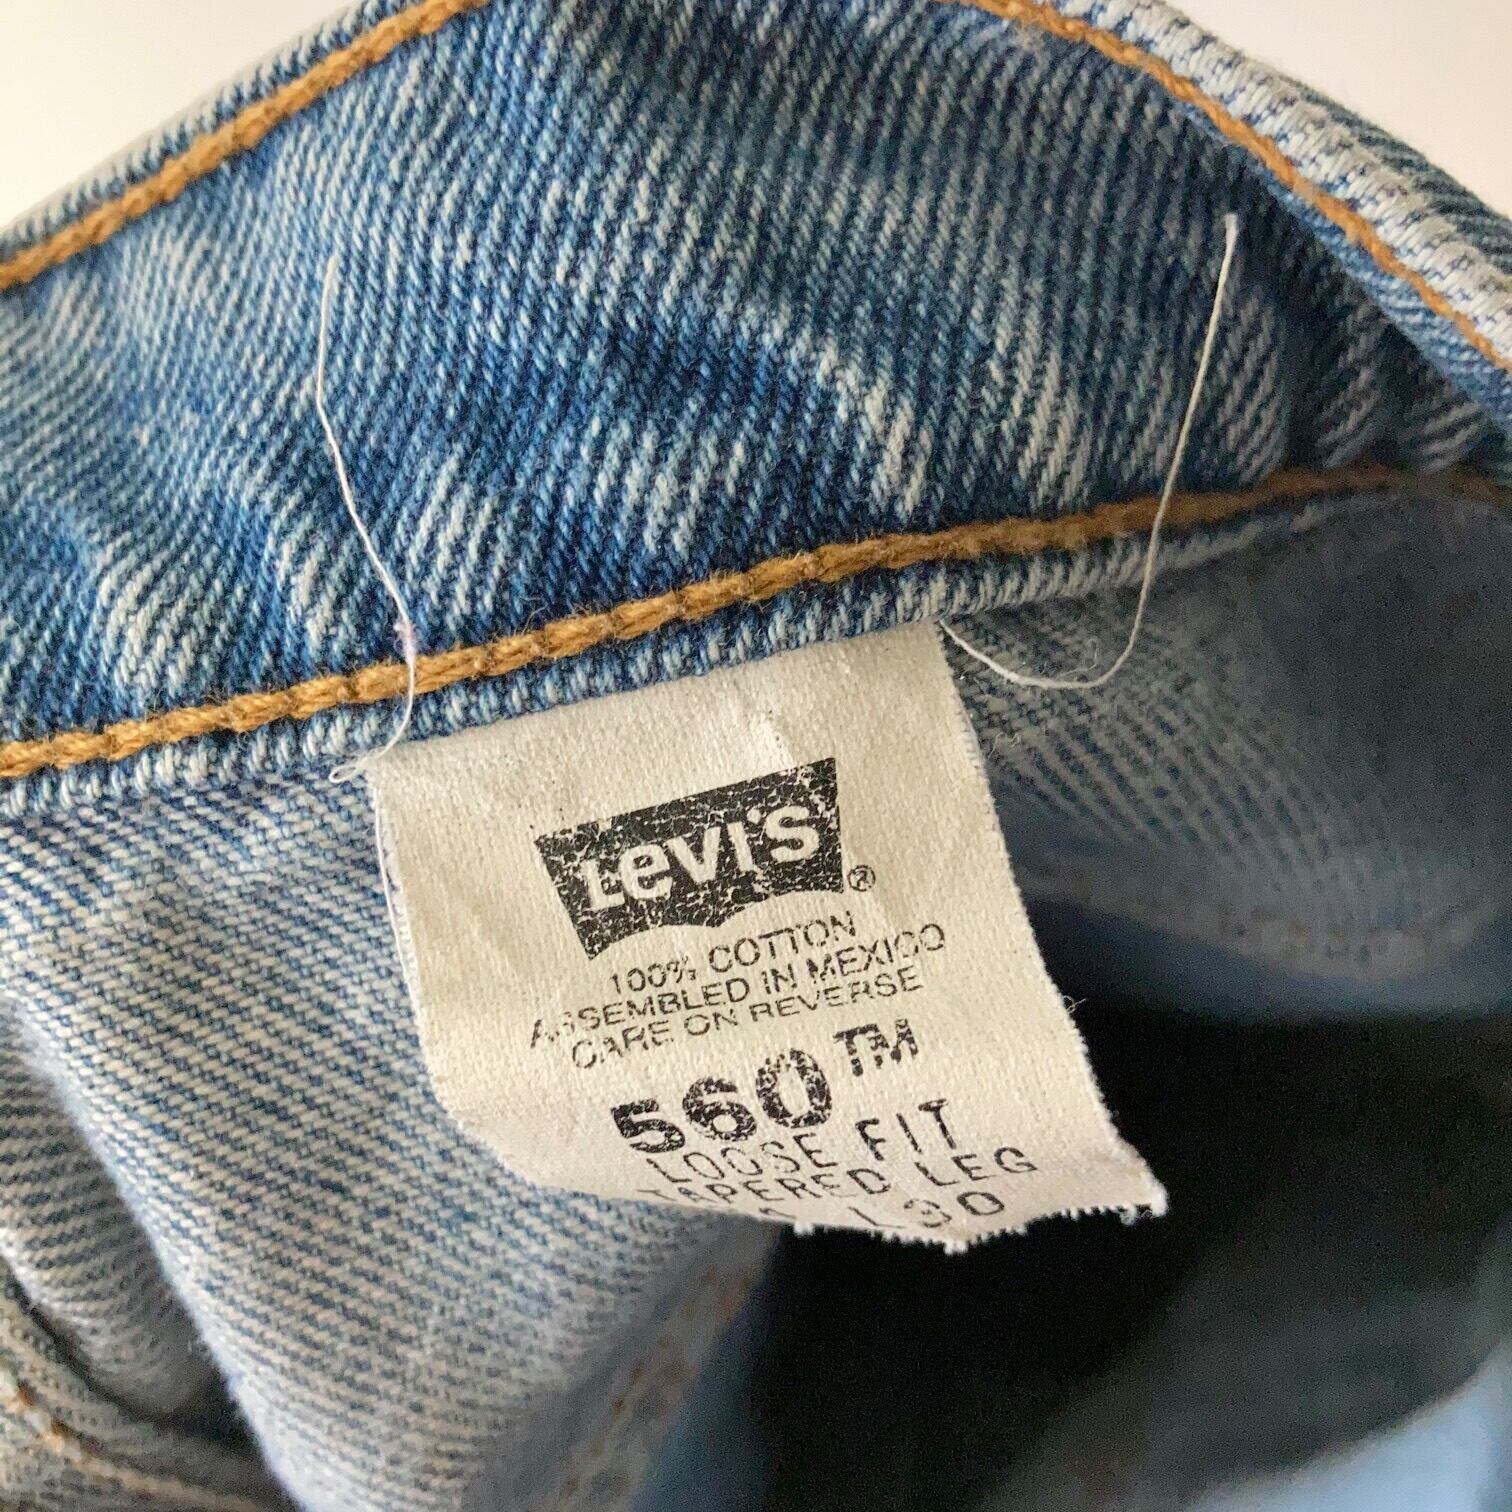 Levi's®
100% COTTON
ASSEMBLED IN MEXICO
CARE ON REVERSE
560™
LOOSE FIT
TAPERED LEG
L30